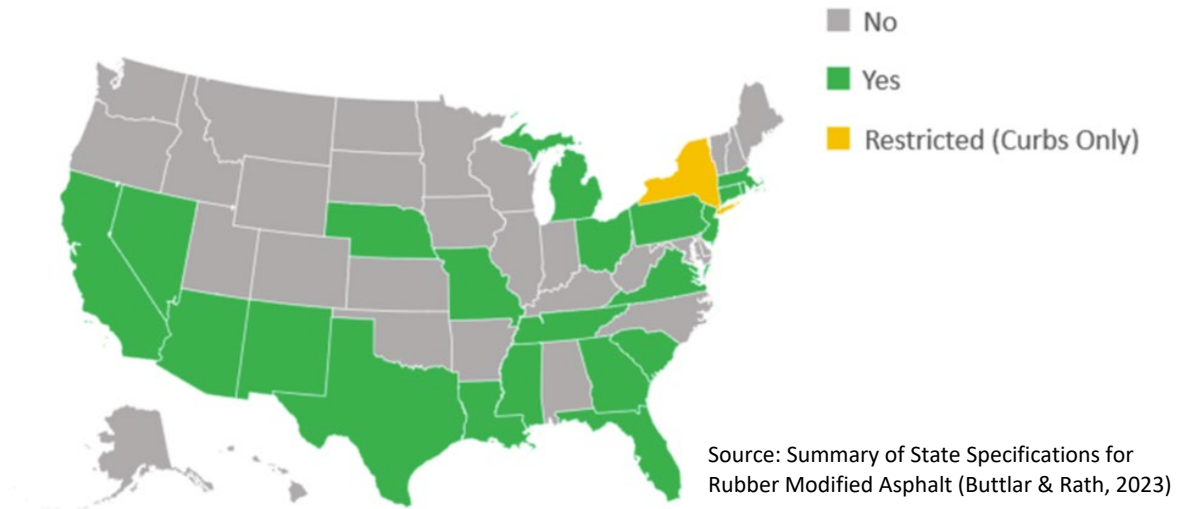 No
Yes
Restricted (Curbs Only)
Source: Summary of State Specifications for
Rubber Modified Asphalt (Buttlar & Rath, 2023)